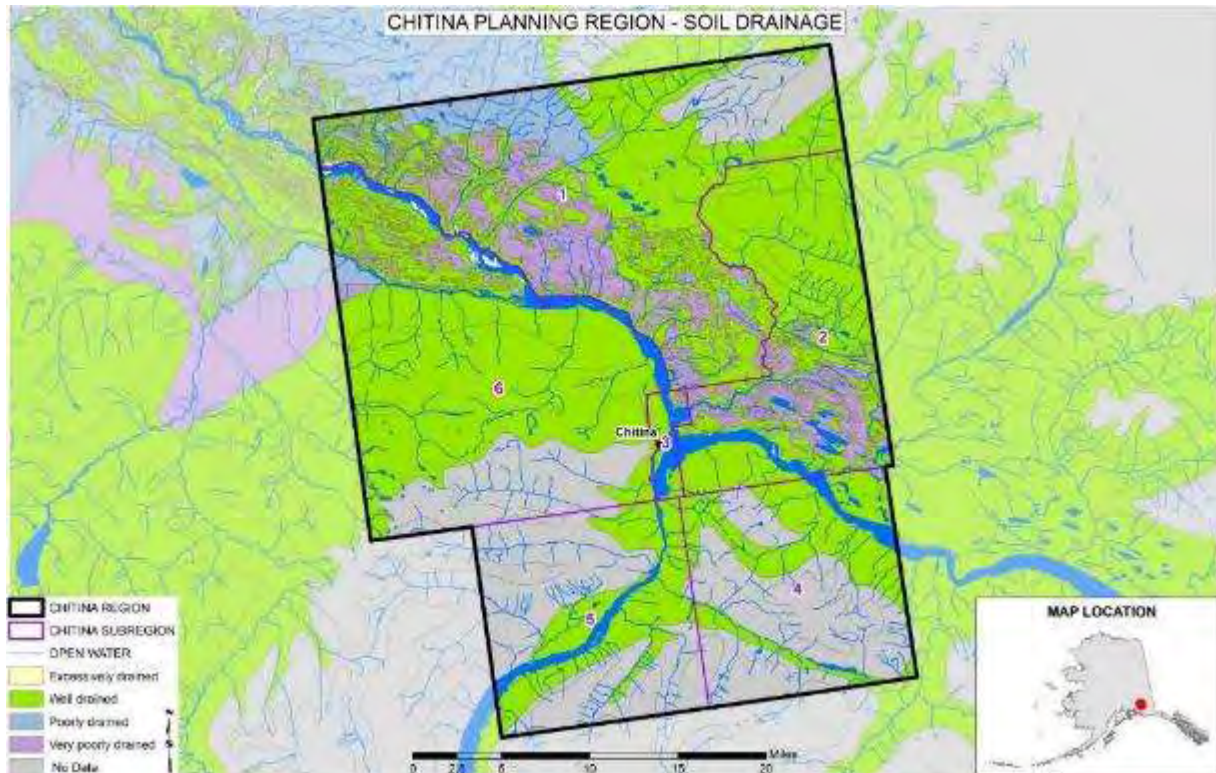 CHITINA PLANNING REGION - SOIL DRAINAGE
1
2
6
Chitina
3
4
5
CHITINA REGION
CHITINA SUBREGION
OPEN WATER
Excessively drained
Well drained
Poorly drained
Very poorly drained
No Data
MAP LOCATION
Miles
0 2.5 5 10 15 20